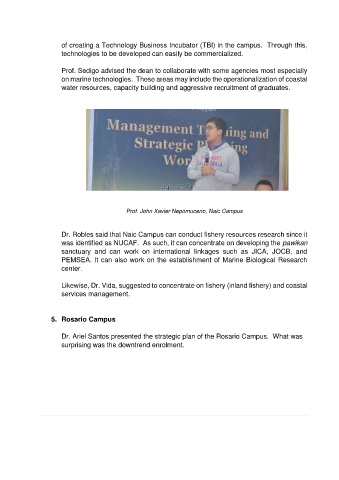 of creating a Technology Business Incubator (TBI) in the campus. Through this,
technologies to be developed can easily be commercialized.
Prof. Sedigo advised the dean to collaborate with some agencies most especially
on marine technologies. These areas may include the operationalization of coastal
water resources, capacity building and aggressive recruitment of graduates.
Management
ing and
Strategic
ing
Wor
Prof. John Xavier Nepomuceno, Naic Campus
Dr. Robles said that Naic Campus can conduct fishery resources research since it
was identified as NUCAF. As such, it can concentrate on developing the pawikan
sanctuary and can work on international linkages such as JICA, JOCB, and
PEMSEA. It can also work on the establishment of Marine Biological Research
center.
Likewise, Dr. Vida, suggested to concentrate on fishery (inland fishery) and coastal
services management.
5. Rosario Campus
Dr. Ariel Santos presented the strategic plan of the Rosario Campus. What was
surprising was the downtrend enrolment.